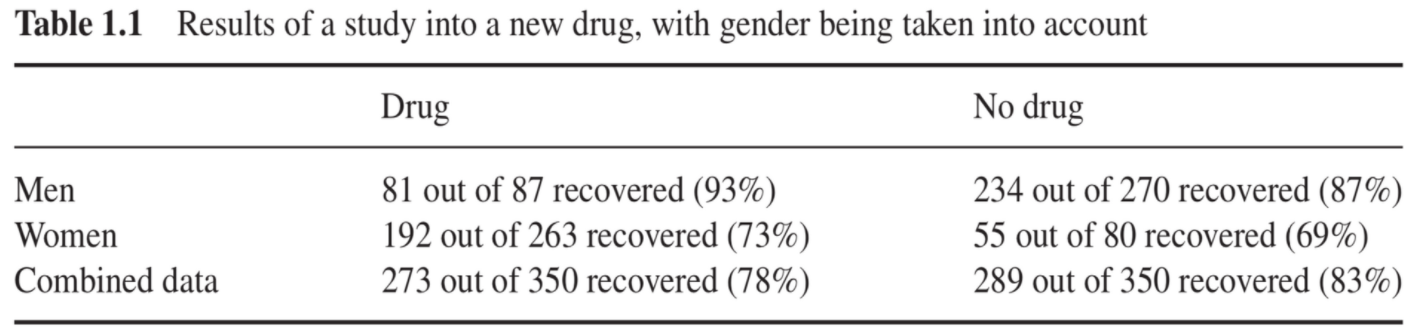 Table 1.1 Results of a study into a new drug, with gender being taken into account
Drug No drug
Men 81 out of 87 recovered (93%) 234 out of 270 recovered (87%)
Women 192 out of 263 recovered (73%) 55 out of 80 recovered (69%)
Combined data 273 out of 350 recovered (78%) 289 out of 350 recovered (83%)